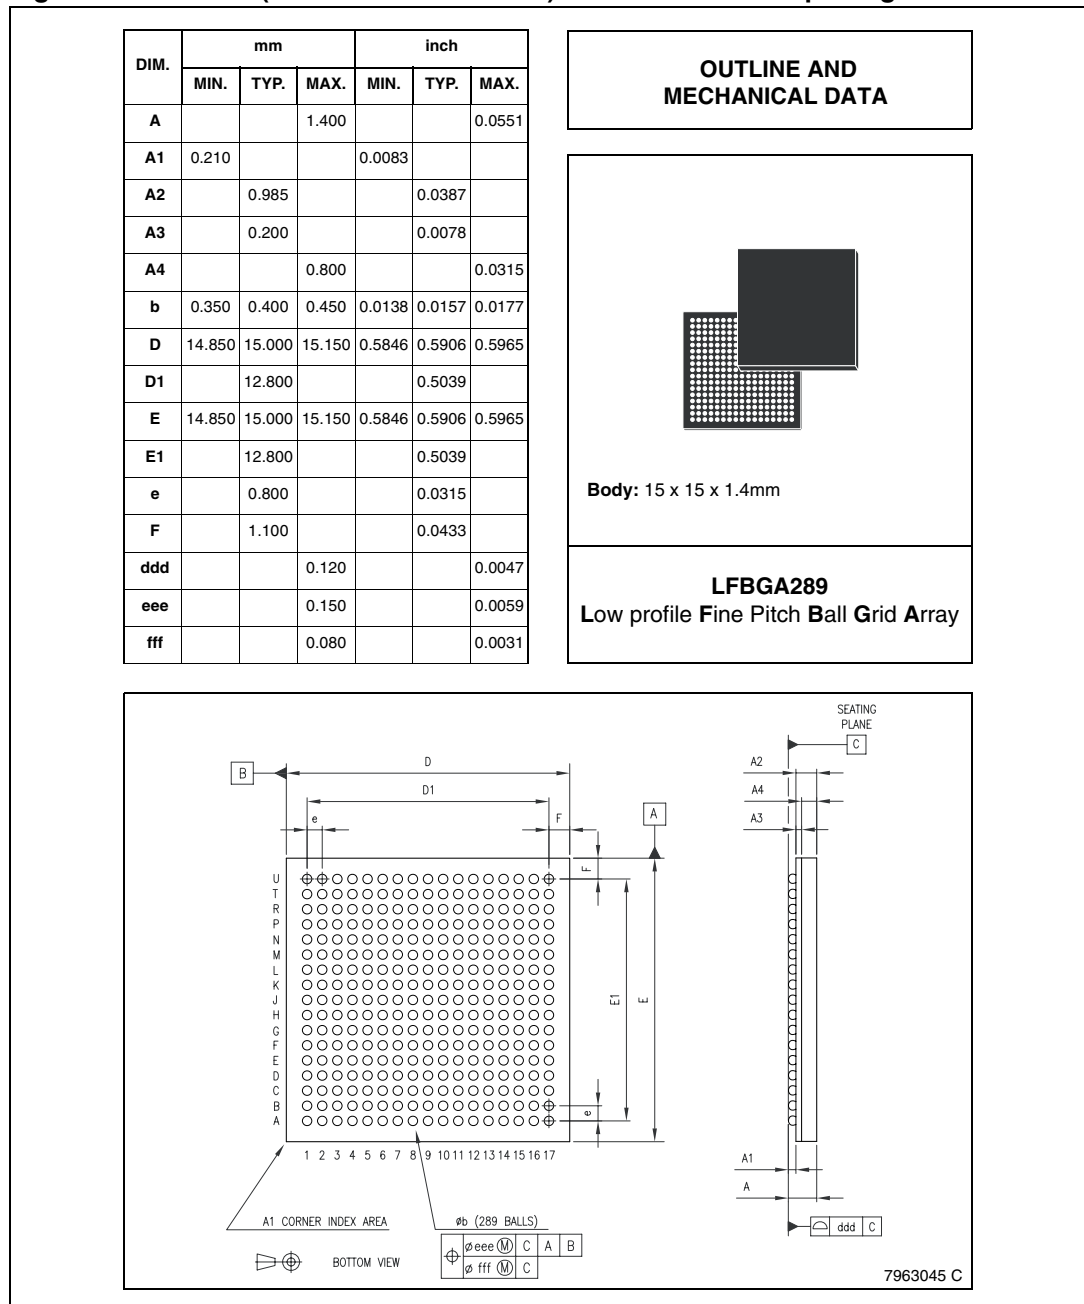 DIM. mm inch
MIN. TYP. MAX. MIN. TYP. MAX.
A 1.400 0.0551
A1 0.210 0.0083
A2 0.985 0.0387
A3 0.200 0.0078
A4 0.800 0.0315
b 0.350 0.400 0.450 0.0138 0.0157 0.0177
D 14.850 15.000 15.150 0.5846 0.5906 0.5965
D1 12.800 0.5039
E 14.850 15.000 15.150 0.5846 0.5906 0.5965
E1 12.800 0.5039
e 0.800 0.0315
F 1.100 0.0433
ddd 0.120 0.0047
eee 0.150 0.0059
fff 0.080 0.0031
OUTLINE AND
MECHANICAL DATA
Body: 15 x 15 x 1.4mm
LFBGA289
Low profile Fine Pitch Ball Grid Array
SEATING
PLANE
C
B
D
D1
e
F
A
F
E1
E
e
A2
A4
A3
U
T
R
P
N
M
L
K
J
H
G
F
E
D
C
B
A
1 2 3 4 5 6 7 8 9 10 11 12 13 14 15 16 17
A1
A
ddd C
A1 CORNER INDEX AREA
øb (289 BALLS)
ø eee Ⓜ C A B
ø fff Ⓜ C
BOTTOM VIEW
7963045 C